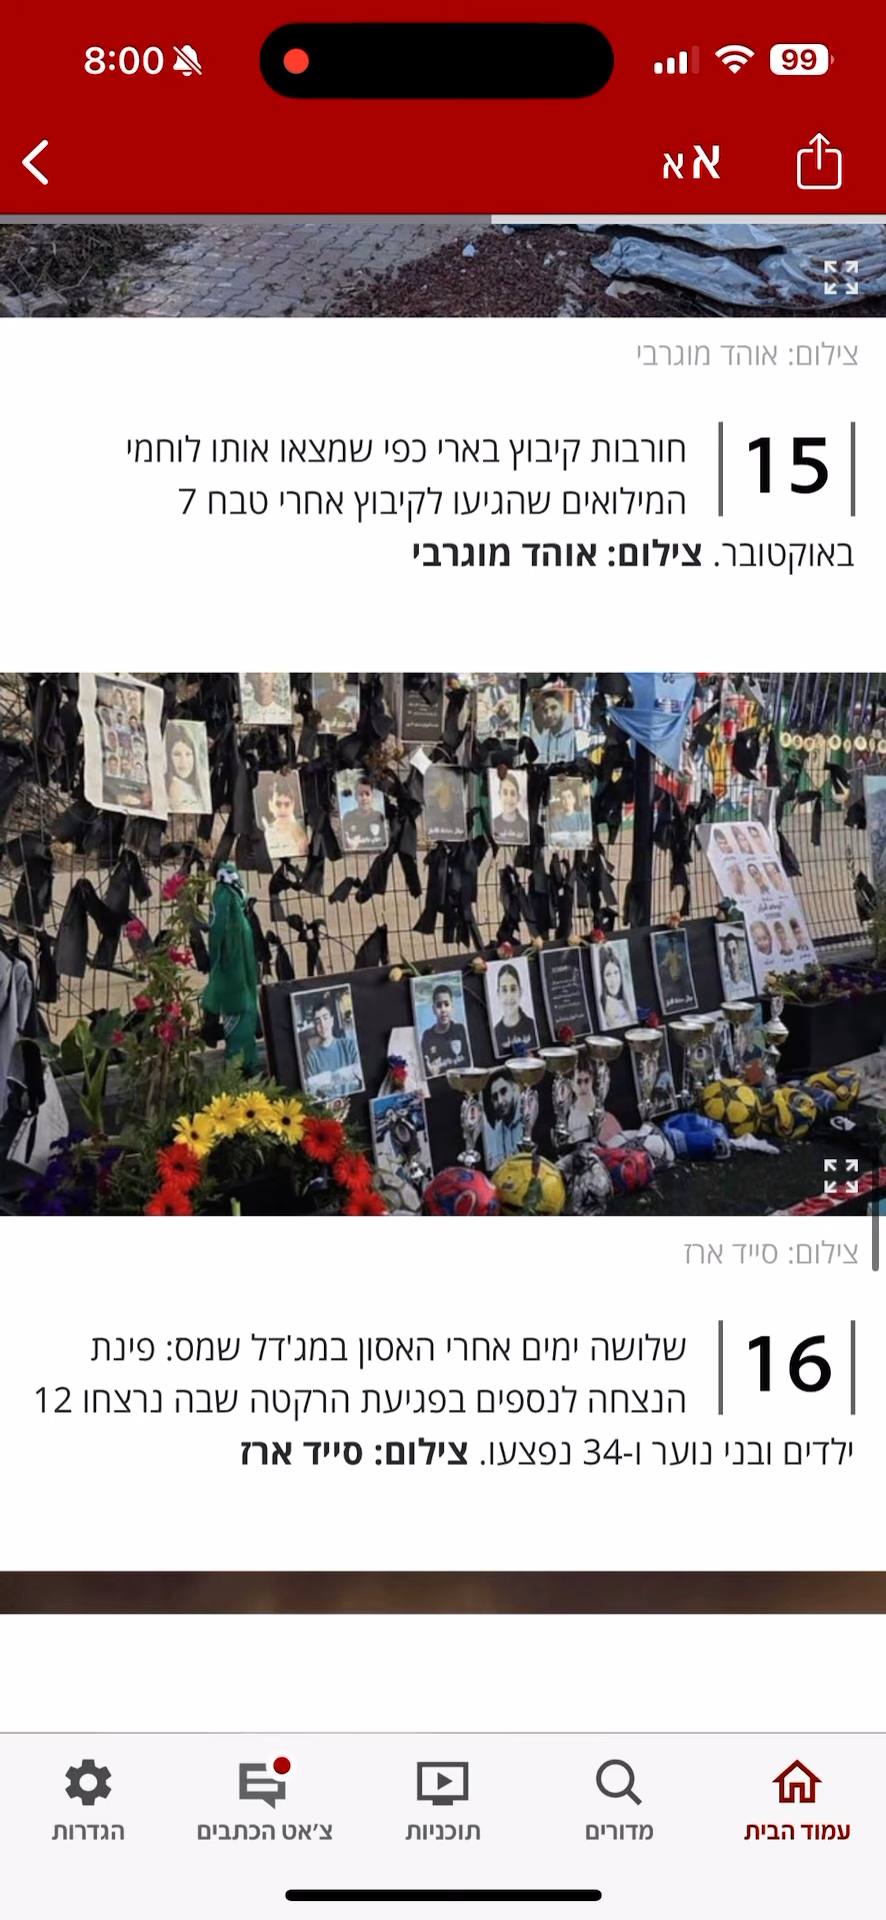 8:00
99
אא
צילום: אוהד מוגרבי
15
חורבות קיבוץ בארי כפי שמצאו אותו לוחמי
המילואים שהגיעו לקיבוץ אחרי טבח 7
באוקטובר. צילום: אוהד מוגרבי
צילום: סייד ארז
16
שלושה ימים אחרי האסון במג'דל שמס: פינת
הנצחה לנספים בפגיעת הרקטה שבה נרצחו 12
ילדים ובני נוער ו-34 נפצעו. צילום: סייד ארז
עמוד הבית
מדורים
תוכניות
צ'אט הכתבים
הגדרות